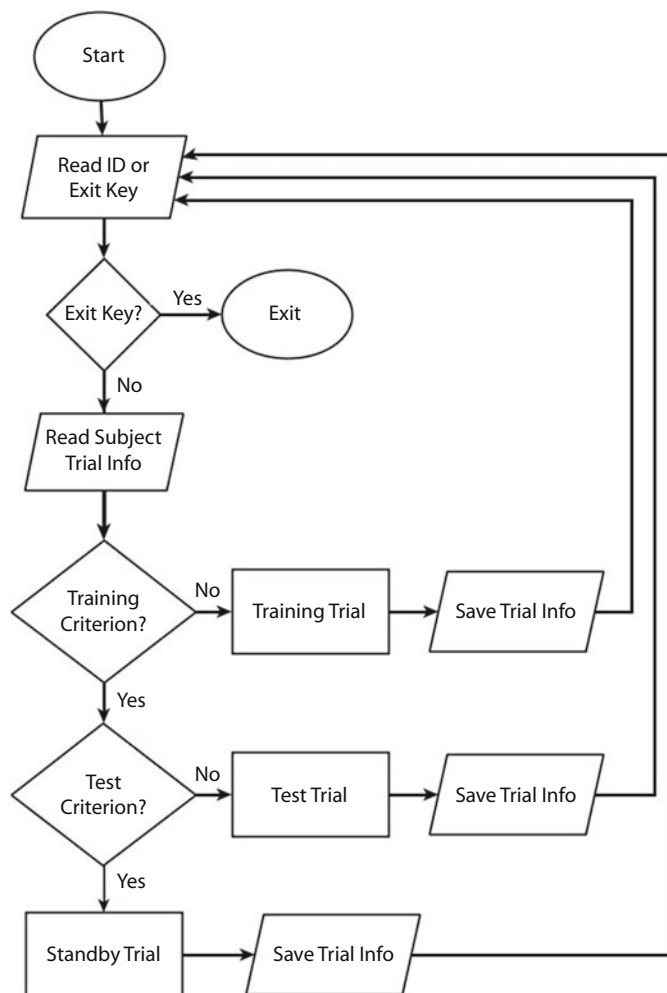 Start
Read ID or
Exit Key
Exit Key?
Yes
Exit
No
Read Subject
Trial Info
Training
Criterion?
No
Training Trial
Save Trial Info
Yes
Test
Criterion?
No
Test Trial
Save Trial Info
Yes
Standby Trial
Save Trial Info